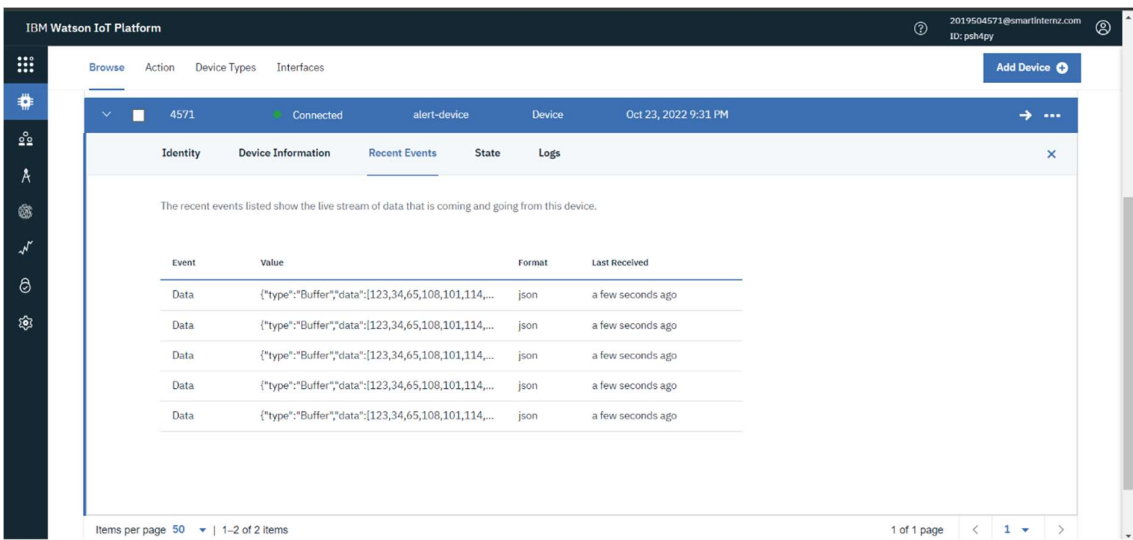 IBM Watson IoT Platform
2019504571@smartinternz.com
ID: psh4py
Browse Action Device Types Interfaces
Add Device
4571 Connected alert-device Device Oct 23, 2022 9:31 PM
Identity Device Information Recent Events State Logs
The recent events listed show the live stream of data that is coming and going from this device.
Event Value Format Last Received
Data {"type":"Buffer","data":[123,34,65,108,101,114,... json a few seconds ago
Data {"type":"Buffer","data":[123,34,65,108,101,114,... json a few seconds ago
Data {"type":"Buffer","data":[123,34,65,108,101,114,... json a few seconds ago
Data {"type":"Buffer","data":[123,34,65,108,101,114,... json a few seconds ago
Data {"type":"Buffer","data":[123,34,65,108,101,114,... json a few seconds ago
Items per page 50 | 1–2 of 2 items 1 of 1 page < 1 >